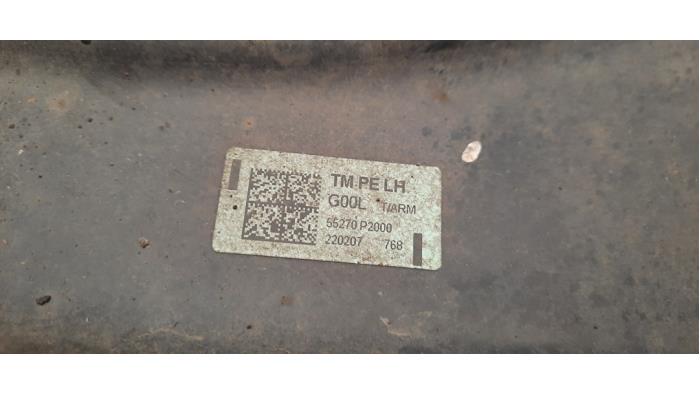 TM PE LH
G00L T/ARM
55270 P2000
220207 768